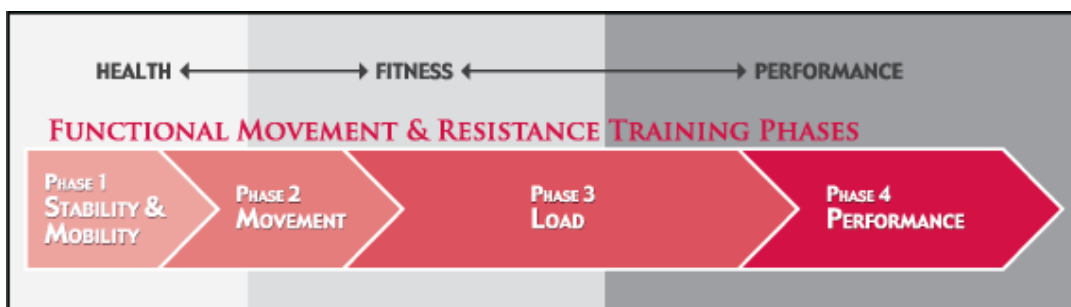 HEALTH FITNESS PERFORMANCE
FUNCTIONAL MOVEMENT & RESISTANCE TRAINING PHASES
PHASE 1
STABILITY &
MOBILITY
PHASE 2
MOVEMENT
PHASE 3
LOAD
PHASE 4
PERFORMANCE